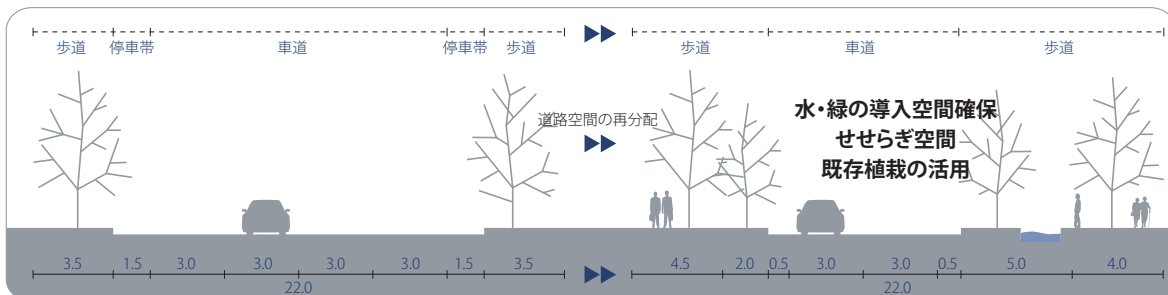 歩道 停車帯 車道 停車帯 歩道 歩道 車道 歩道
道路空間の再分配
水・緑の導入空間確保
せせらぎ空間
既存植栽の活用
3.5 1.5 3.0 3.0 3.0 3.0 1.5 3.5 4.5 2.0 0.5 3.0 3.0 0.5 5.0 4.0
22.0 22.0